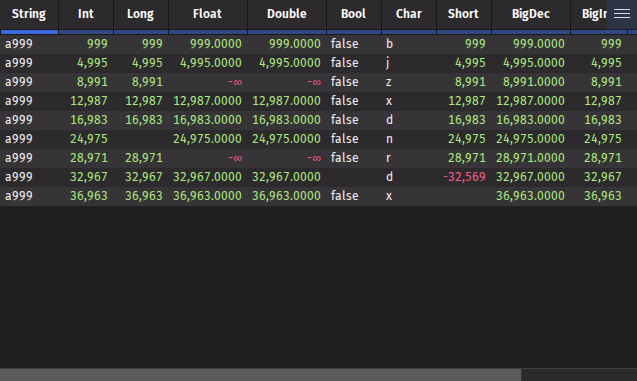 String Int Long Float Double Bool Char Short BigDec BigIn
a999 999 999 999.0000 999.0000 false b 999 999.0000 999
a999 4,995 4,995 4,995.0000 4,995.0000 false j 4,995 4,995.0000 4,995
a999 8,991 8,991 -∞ -∞ false z 8,991 8,991.0000 8,991
a999 12,987 12,987 12,987.0000 12,987.0000 false x 12,987 12,987.0000 12,987
a999 16,983 16,983 16,983.0000 16,983.0000 false d 16,983 16,983.0000 16,983
a999 24,975 24,975.0000 24,975.0000 false n 24,975 24,975.0000 24,975
a999 28,971 28,971 -∞ -∞ false r 28,971 28,971.0000 28,971
a999 32,967 32,967 32,967.0000 32,967.0000 d -32,569 32,967.0000 32,967
a999 36,963 36,963 36,963.0000 36,963.0000 false x 36,963.0000 36,963